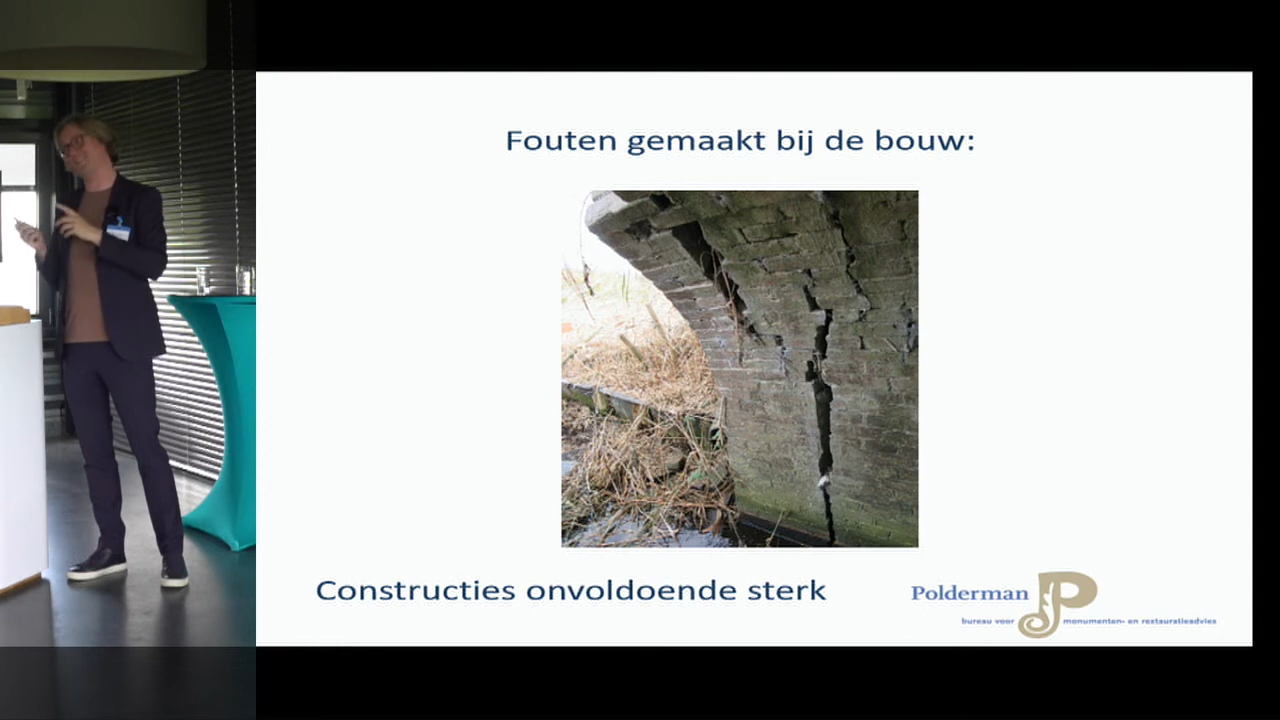 Fouten gemaakt bij de bouw:
Constructies onvoldoende sterk
Polderman
bureau voor monumenten- en restauratieadvies